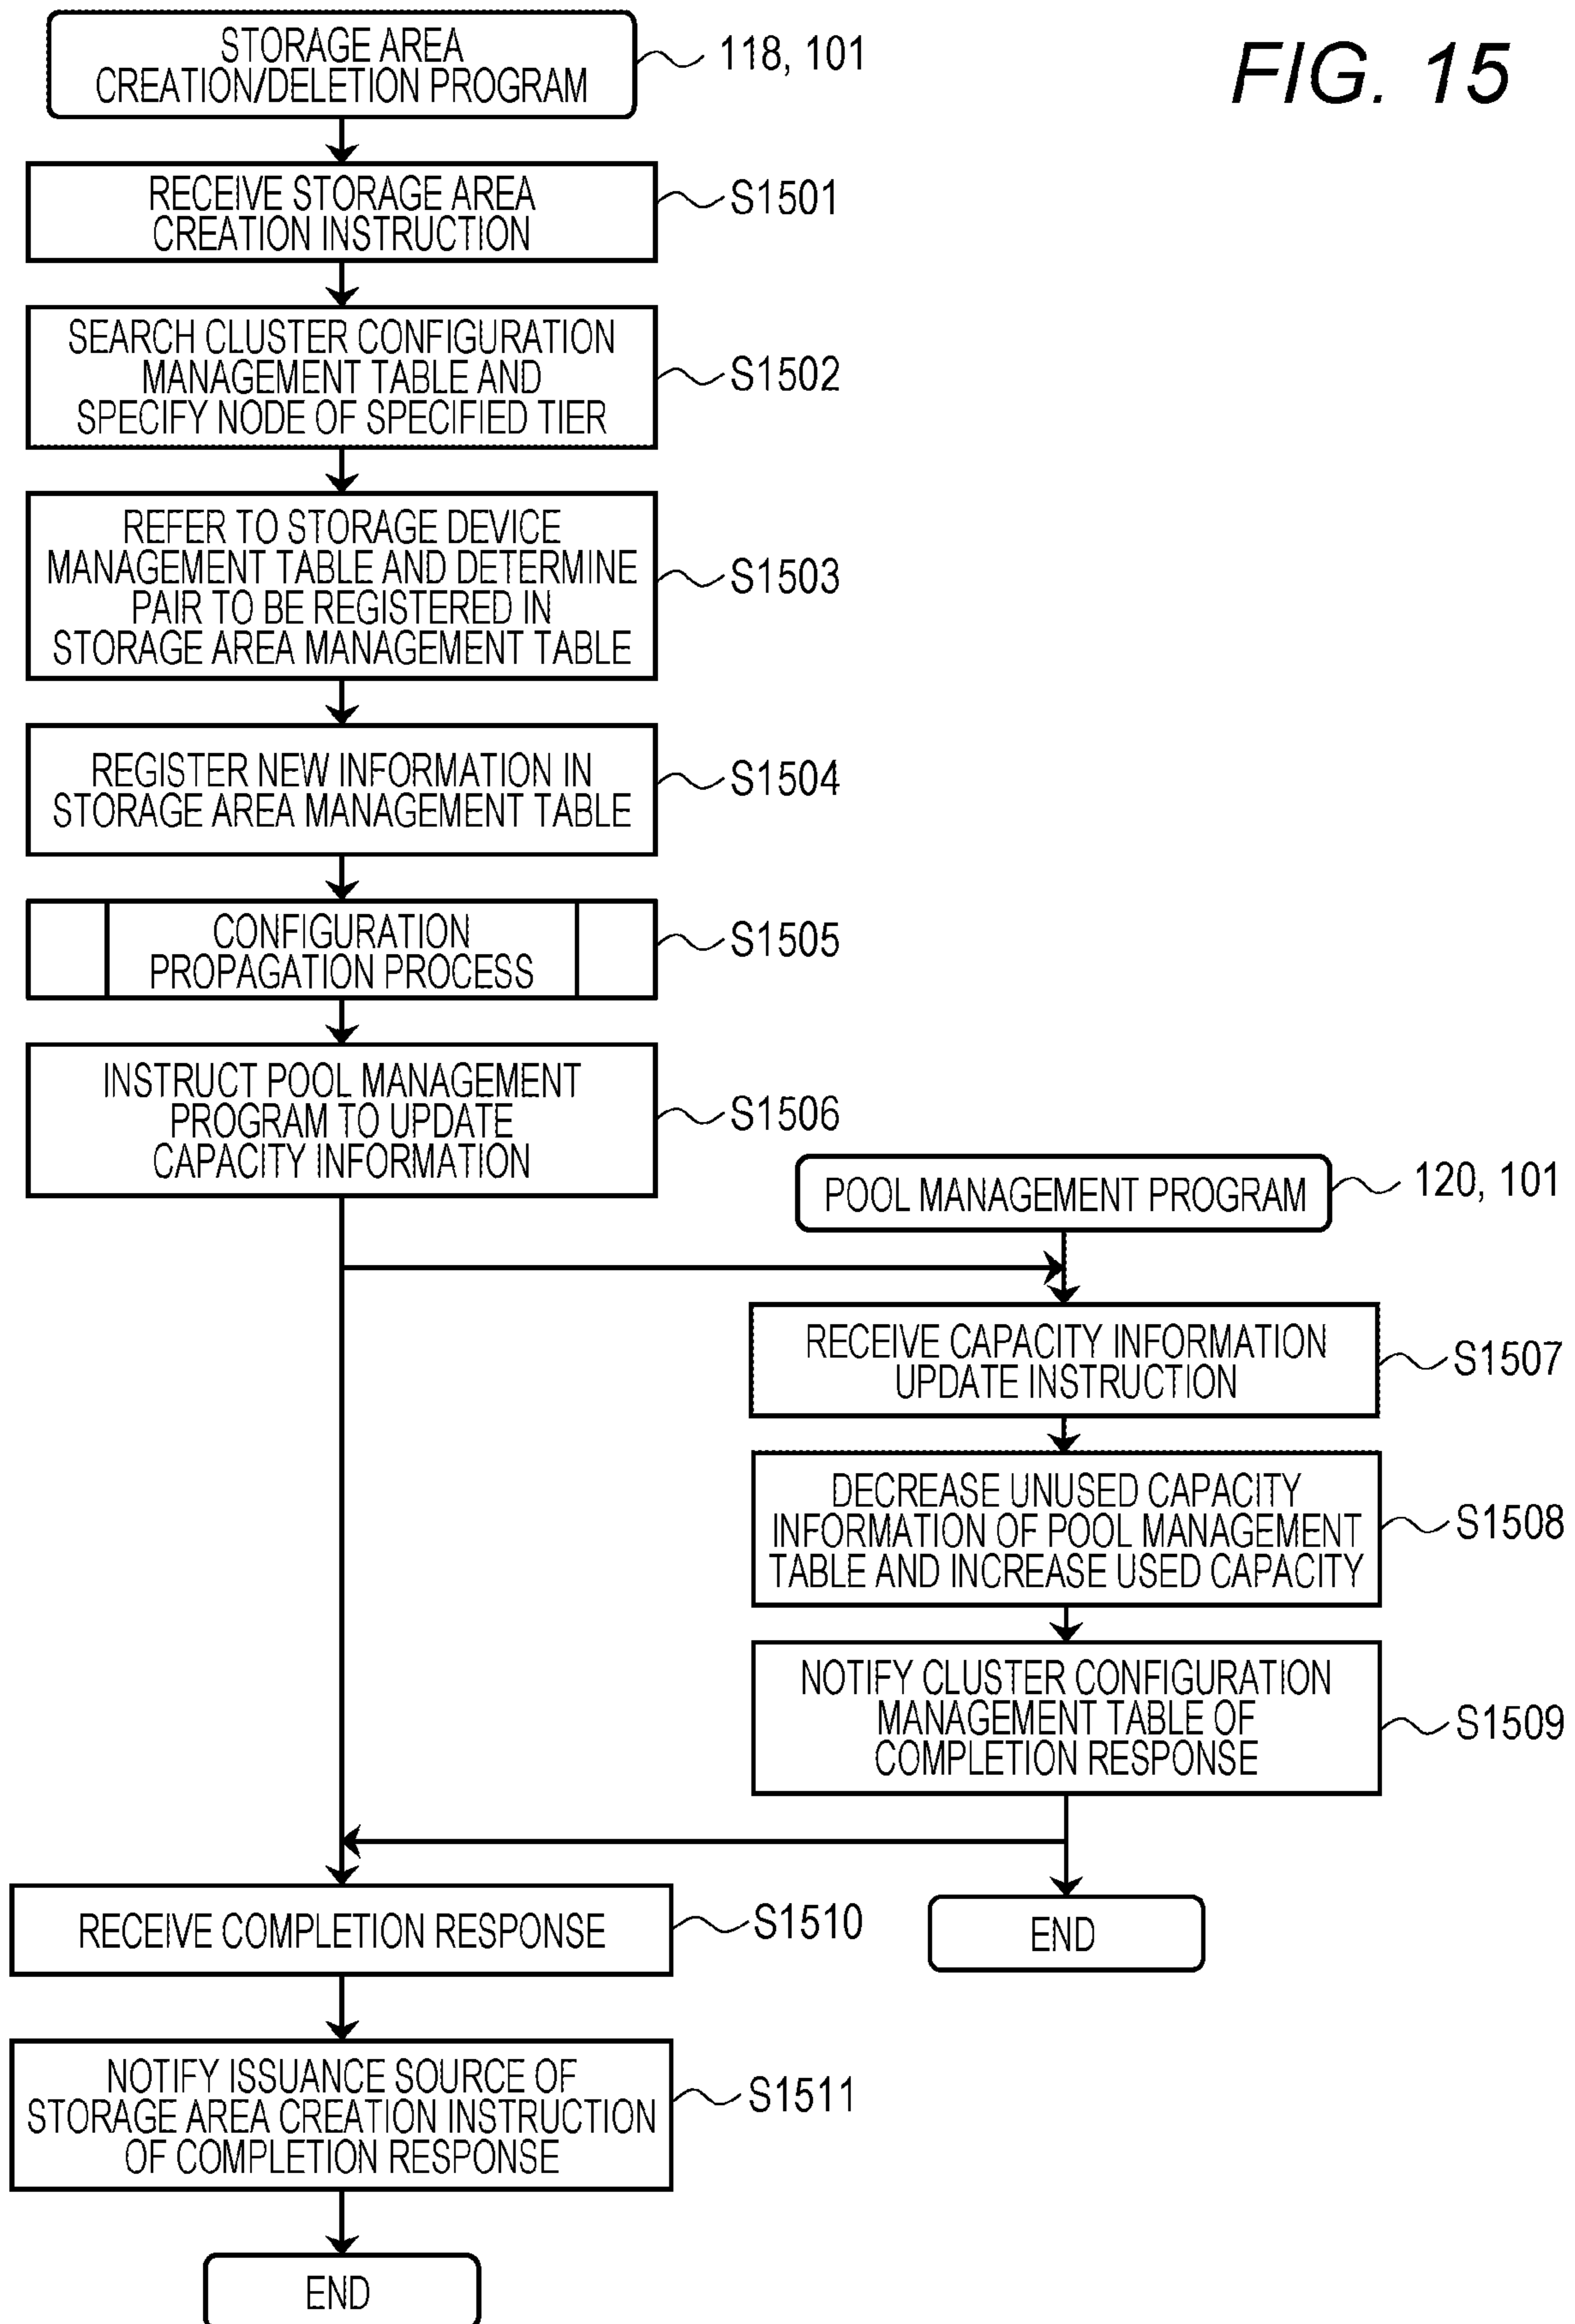 FIG. 15
STORAGE AREA
CREATION/DELETION PROGRAM
118, 101
RECEIVE STORAGE AREA
CREATION INSTRUCTION
S1501
SEARCH CLUSTER CONFIGURATION
MANAGEMENT TABLE AND
SPECIFY NODE OF SPECIFIED TIER
S1502
REFER TO STORAGE DEVICE
MANAGEMENT TABLE AND DETERMINE
PAIR TO BE REGISTERED IN
STORAGE AREA MANAGEMENT TABLE
S1503
REGISTER NEW INFORMATION IN
STORAGE AREA MANAGEMENT TABLE
S1504
CONFIGURATION
PROPAGATION PROCESS
S1505
INSTRUCT POOL MANAGEMENT
PROGRAM TO UPDATE
CAPACITY INFORMATION
S1506
POOL MANAGEMENT PROGRAM
120, 101
RECEIVE CAPACITY INFORMATION
UPDATE INSTRUCTION
S1507
DECREASE UNUSED CAPACITY
INFORMATION OF POOL MANAGEMENT
TABLE AND INCREASE USED CAPACITY
S1508
NOTIFY CLUSTER CONFIGURATION
MANAGEMENT TABLE OF
COMPLETION RESPONSE
S1509
END
RECEIVE COMPLETION RESPONSE
S1510
NOTIFY ISSUANCE SOURCE OF
STORAGE AREA CREATION INSTRUCTION
OF COMPLETION RESPONSE
S1511
END